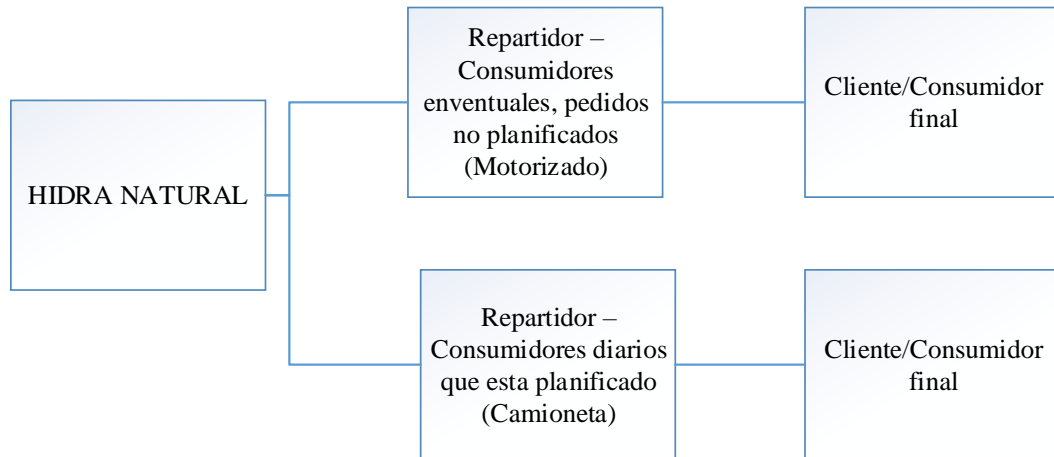 HIDRA NATURAL
Repartidor –
Consumidores
enventuales, pedidos
no planificados
(Motorizado)
Cliente/Consumidor
final
Repartidor –
Consumidores diarios
que esta planificado
(Camioneta)
Cliente/Consumidor
final